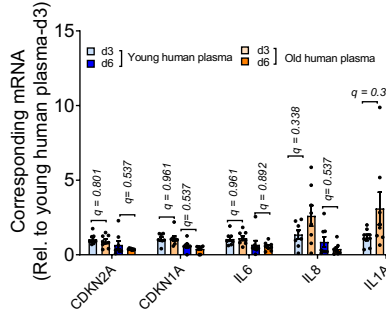 Corresponding mRNA
(Rel. to young human plasma-d3)
15
10
5
0
d3
d6
Young human plasma
d3
d6
Old human plasma
q = 0.801
q= 0.537
q = 0.961
q= 0.537
q = 0.961
q = 0.892
q = 0.338
q= 0.537
q = 0.3
CDKN2A
CDKN1A
IL6
IL8
IL1A